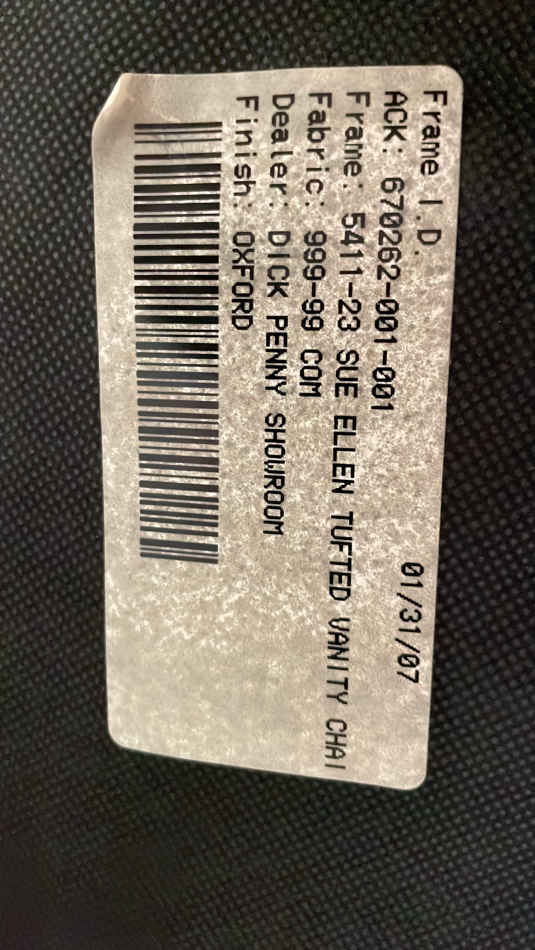 Frame I.D.
ACK: 670262-001-001 01/31/07
Frame: 5411-23 SUE ELLEN TUFTED VANITY CHAI
Fabric: 999-99 COM
Dealer: DICK PENNY SHOWROOM
Finish: OXFORD